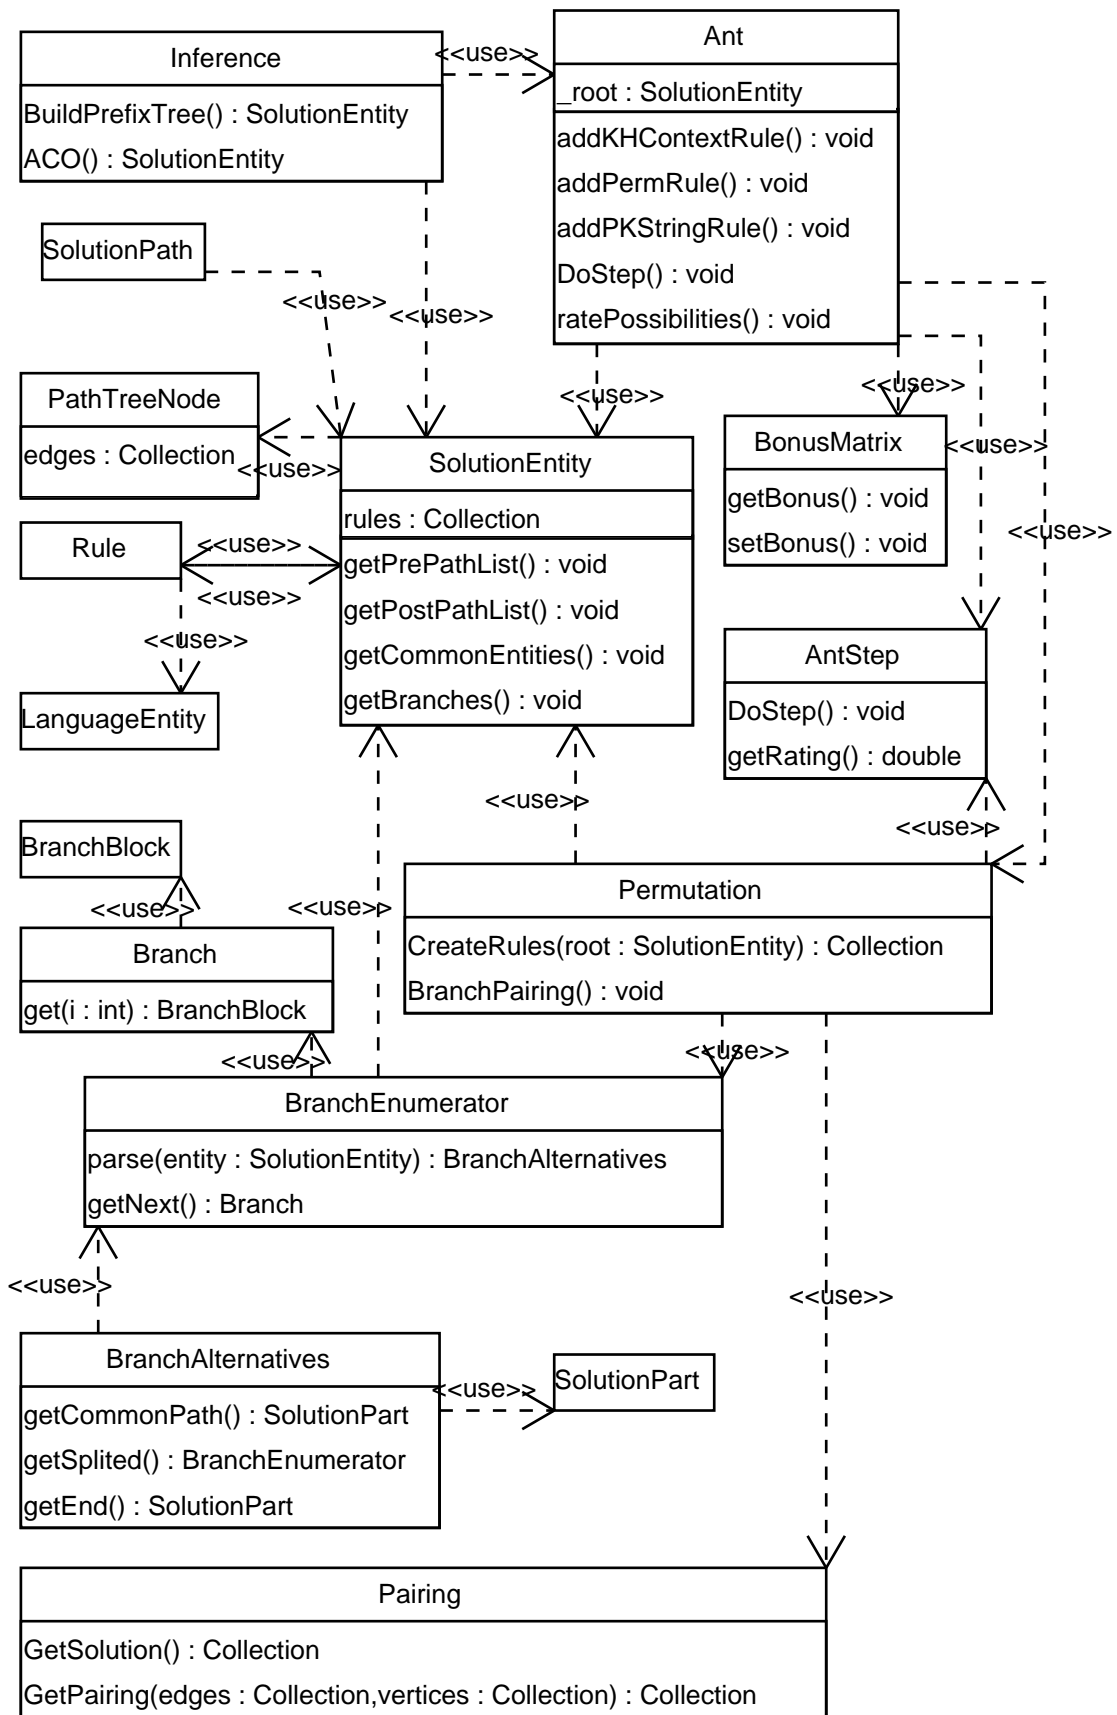 Inference
BuildPrefixTree() : SolutionEntity
ACO() : SolutionEntity
<<use>>
Ant
_root : SolutionEntity
addKHContextRule() : void
addPermRule() : void
addPKStringRule() : void
DoStep() : void
ratePossibilities() : void
SolutionPath
<<use>>
<<use>>
<<use>>
<<use>>
<<use>>
<<use>>
PathTreeNode
edges : Collection
<<use>>
SolutionEntity
rules : Collection
getPrePathList() : void
getPostPathList() : void
getCommonEntities() : void
getBranches() : void
BonusMatrix
getBonus() : void
setBonus() : void
Rule
<<use>>
<<use>>
<<use>>
LanguageEntity
AntStep
DoStep() : void
getRating() : double
<<use>>
<<use>>
BranchBlock
<<use>>
<<use>>
Branch
get(i : int) : BranchBlock
Permutation
CreateRules(root : SolutionEntity) : Collection
BranchPairing() : void
<<use>>
<<use>>
BranchEnumerator
parse(entity : SolutionEntity) : BranchAlternatives
getNext() : Branch
<<use>>
<<use>>
BranchAlternatives
getCommonPath() : SolutionPart
getSplited() : BranchEnumerator
getEnd() : SolutionPart
<<use>>
SolutionPart
Pairing
GetSolution() : Collection
GetPairing(edges : Collection,vertices : Collection) : Collection